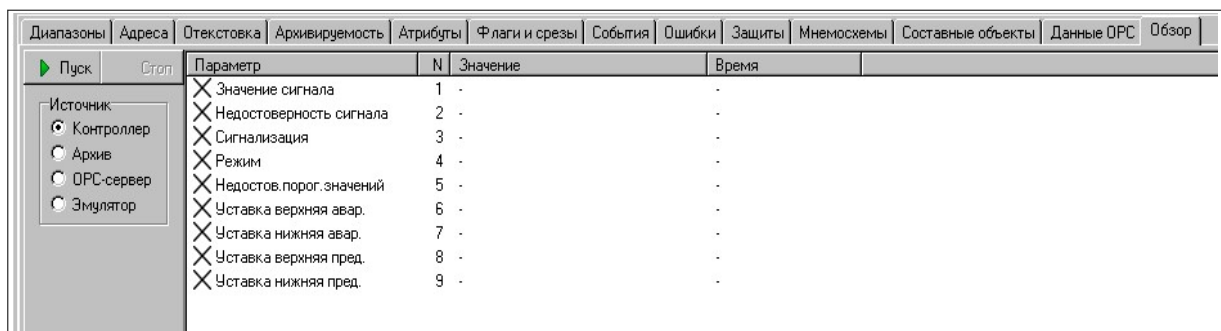 Диапазоны Адреса Отекстовка Архивируемость Атрибуты Флаги и срезы События Ошибки Защиты Мнемосхемы Составные объекты Данные OPC Обзор
Пуск Стоп
Источник
Контроллер
Архив
OPC-сервер
Эмулятор
Параметр N Значение Время
Значение сигнала 1 - -
Недостоверность сигнала 2 - -
Сигнализация 3 - -
Режим 4 - -
Недостов.порог.значений 5 - -
Уставка верхняя авар. 6 - -
Уставка нижняя авар. 7 - -
Уставка верхняя пред. 8 - -
Уставка нижняя пред. 9 - -